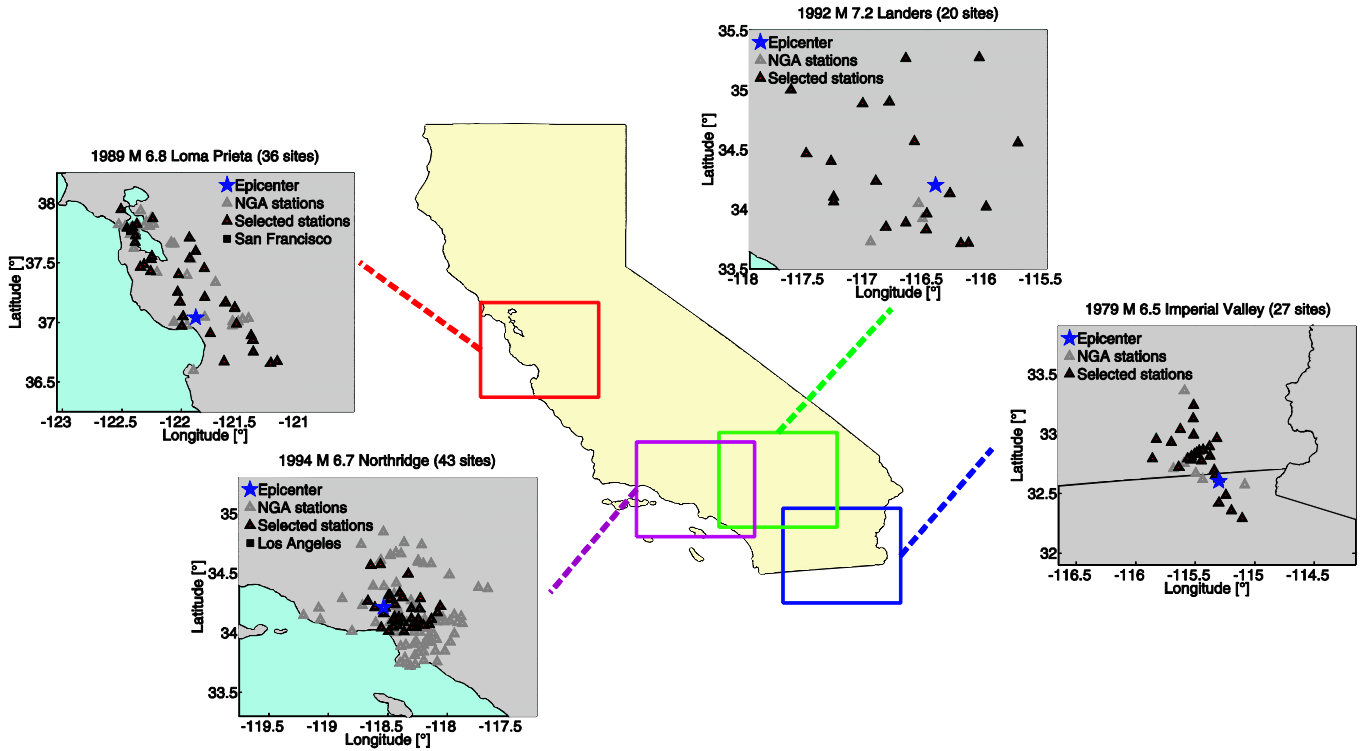 1992 M 7.2 Landers (20 sites)
35.5
35
34.5
34
33.5
Latitude [°]
Epicenter
NGA stations
Selected stations
-118
-117.5
-117
-116.5
-116
-115.5
Longitude [°]
1989 M 6.8 Loma Prieta (36 sites)
38
37.5
37
36.5
Latitude [°]
Epicenter
NGA stations
Selected stations
San Francisco
-123
-122.5
-122
-121.5
-121
Longitude [°]
1979 M 6.5 Imperial Valley (27 sites)
33.5
33
32.5
32
Latitude [°]
Epicenter
NGA stations
Selected stations
-116.5
-116
-115.5
-115
-114.5
Longitude [°]
1994 M 6.7 Northridge (43 sites)
35
34.5
34
33.5
Latitude [°]
Epicenter
NGA stations
Selected stations
Los Angeles
-119.5
-119
-118.5
-118
-117.5
Longitude [°]